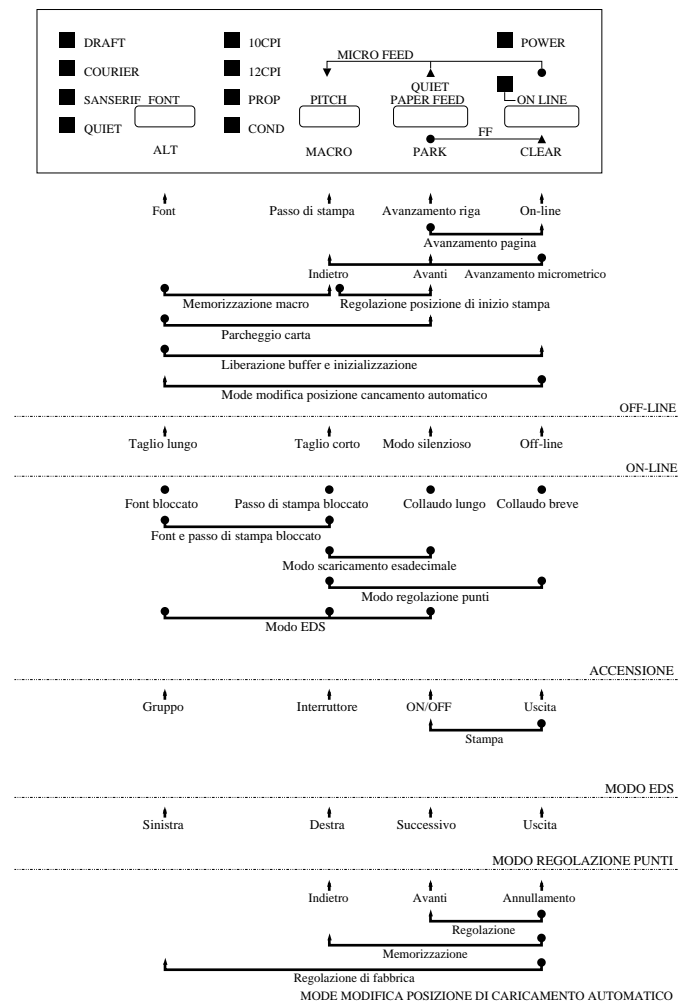 DRAFT 10CPI POWER
MICRO FEED
COURIER 12CPI
QUIET
SANSERIF FONT PROP PITCH PAPER FEED ON LINE
QUIET COND
FF
ALT MACRO PARK CLEAR
Font Passo di stampa Avanzamento riga On-line
Avanzamento pagina
Indietro Avanti Avanzamento micrometrico
Memorizzazione macro Regolazione posizione di inizio stampa
Parcheggio carta
Liberazione buffer e inizializzazione
Mode modifica posizione cancamento automatico
OFF-LINE
Taglio lungo Taglio corto Modo silenzioso Off-line
ON-LINE
Font bloccato Passo di stampa bloccato Collaudo lungo Collaudo breve
Font e passo di stampa bloccato
Modo scaricamento esadecimale
Modo regolazione punti
Modo EDS
ACCENSIONE
Gruppo Interruttore ON/OFF Uscita
Stampa
MODO EDS
Sinistra Destra Successivo Uscita
MODO REGOLAZIONE PUNTI
Indietro Avanti Annullamento
Regolazione
Memorizzazione
Regolazione di fabbrica
MODE MODIFICA POSIZIONE DI CARICAMENTO AUTOMATICO